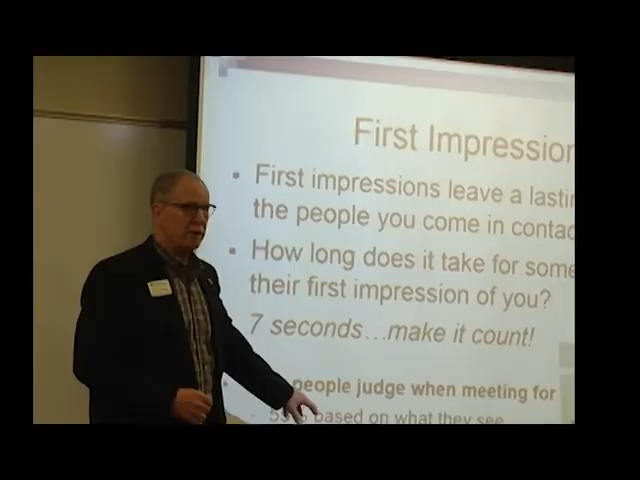 First Impression
• First impressions leave a lasti
the people you come in contac
• How long does it take for some
their first impression of you?
7 seconds...make it count!
people judge when meeting for
based on what they see